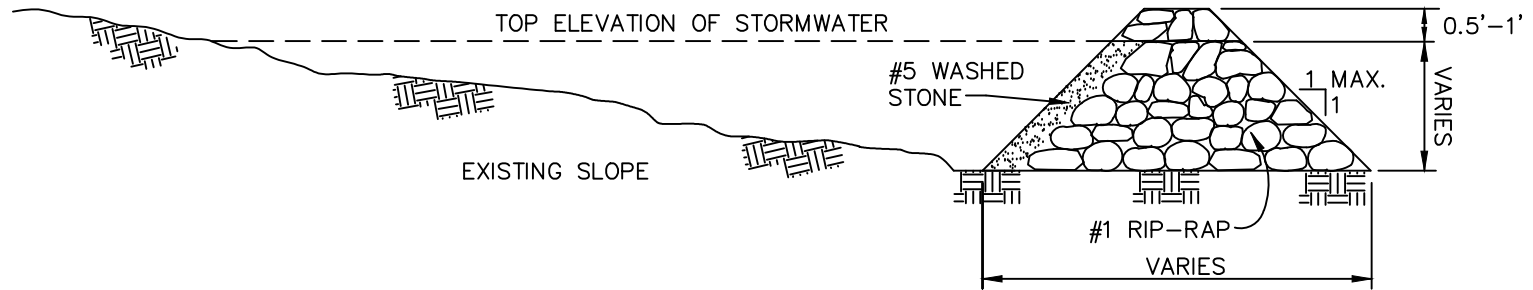 TOP ELEVATION OF STORMWATER
0.5'-1'
#5 WASHED
STONE
1 MAX.
1
VARIES
EXISTING SLOPE
#1 RIP-RAP
VARIES